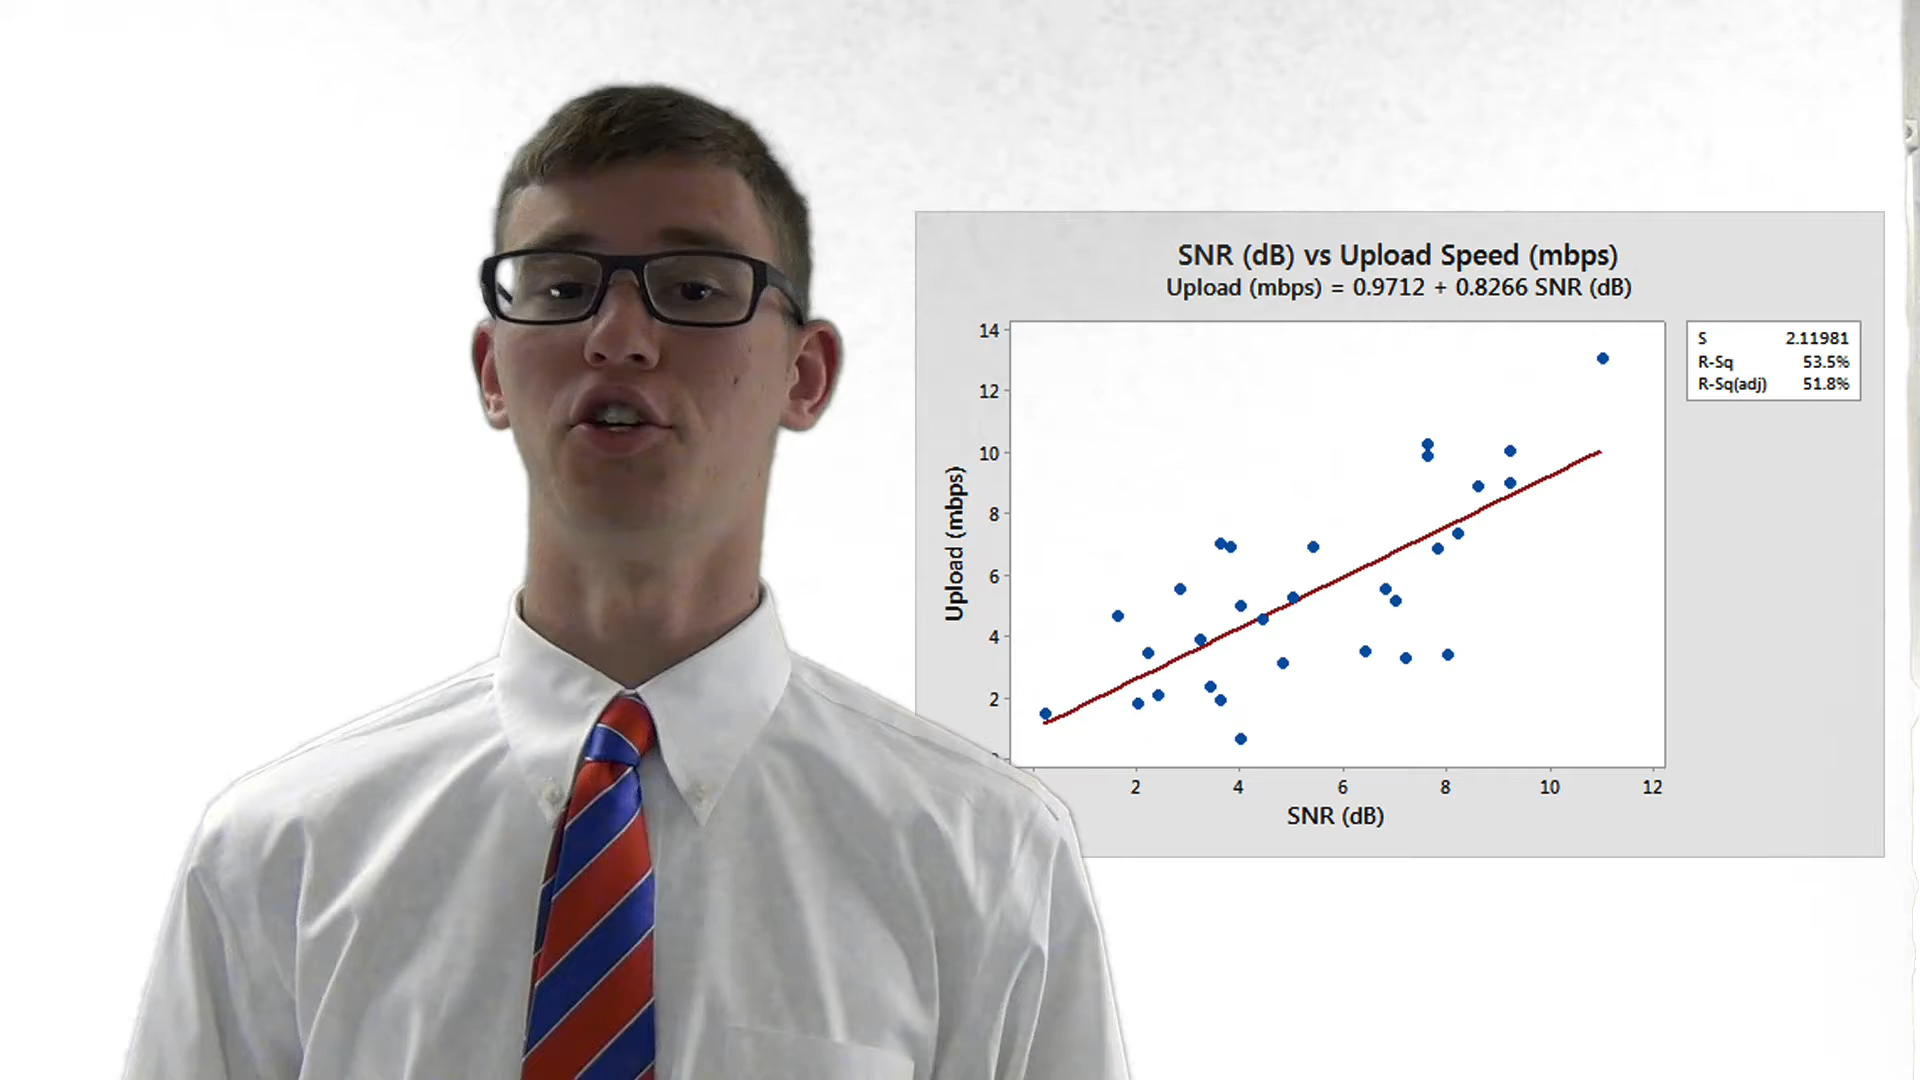 SNR (dB) vs Upload Speed (mbps)
Upload (mbps) = 0.9712 + 0.8266 SNR (dB)
S 2.11981
R-Sq 53.5%
R-Sq(adj) 51.8%
Upload (mbps)
14
12
10
8
6
4
2
2 4 6 8 10 12
SNR (dB)